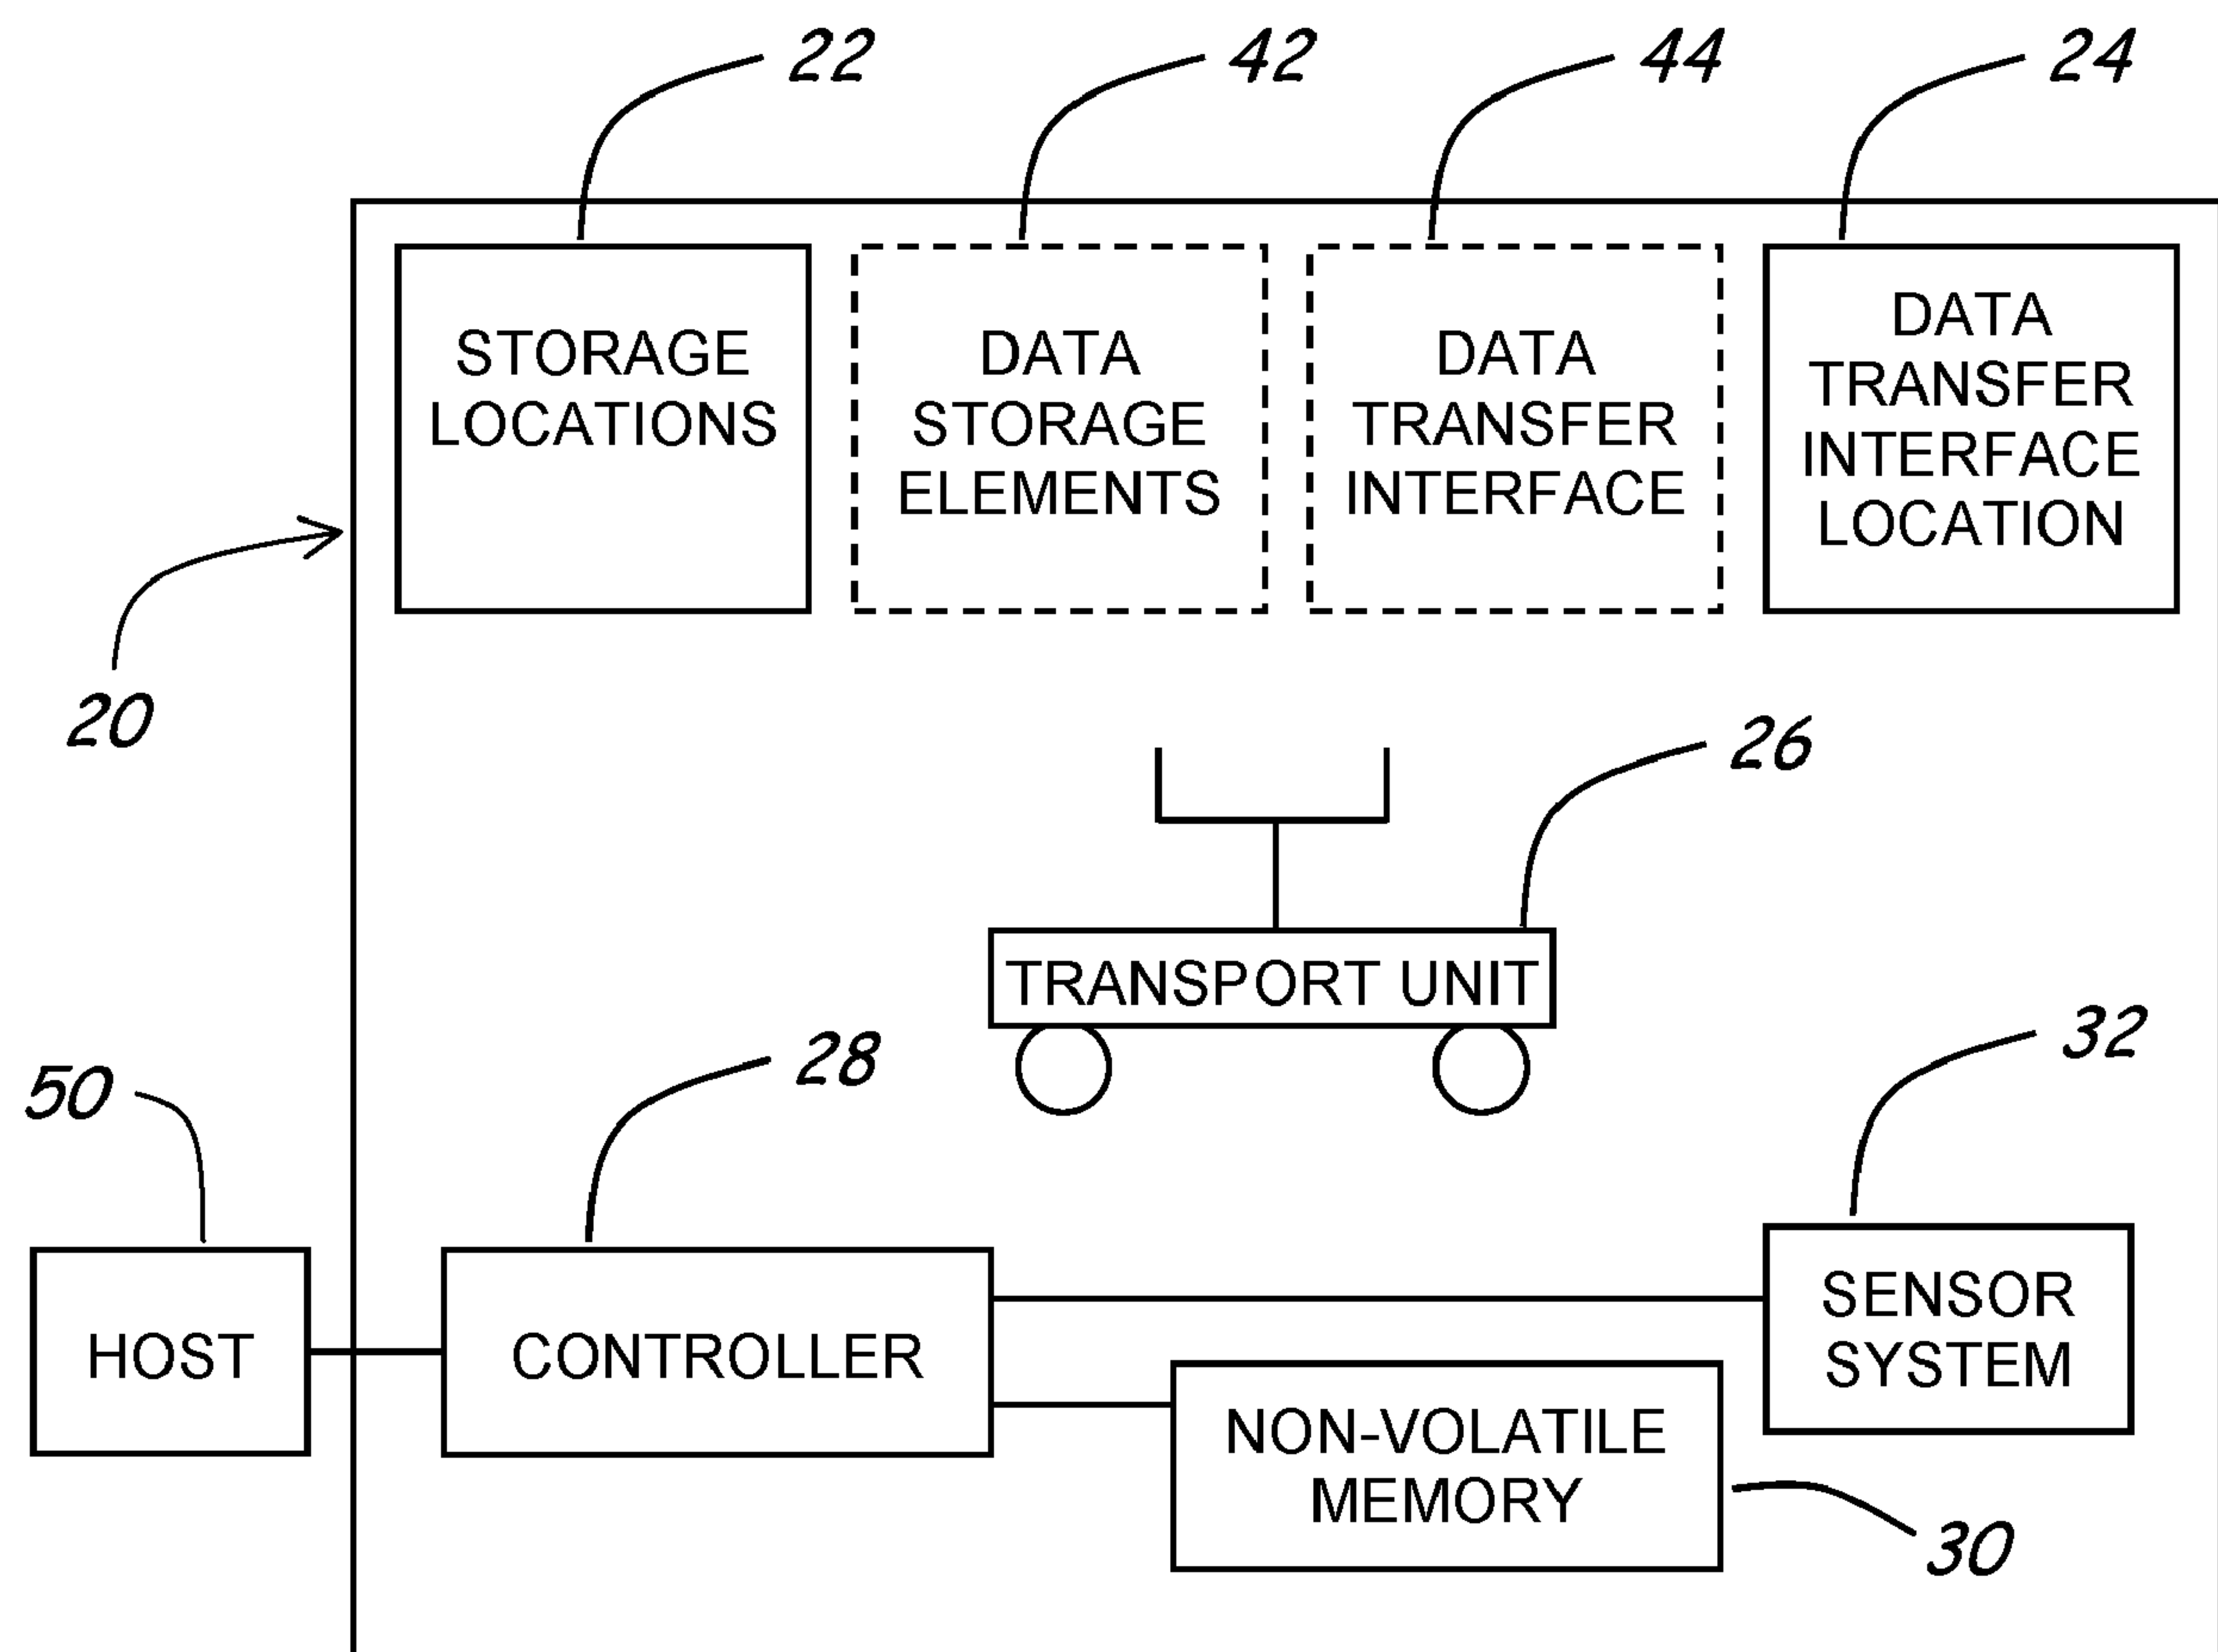 22
42
44
24
STORAGE
LOCATIONS
DATA
STORAGE
ELEMENTS
DATA
TRANSFER
INTERFACE
DATA
TRANSFER
INTERFACE
LOCATION
20
26
TRANSPORT UNIT
50
28
32
HOST
CONTROLLER
SENSOR
SYSTEM
NON-VOLATILE
MEMORY
30